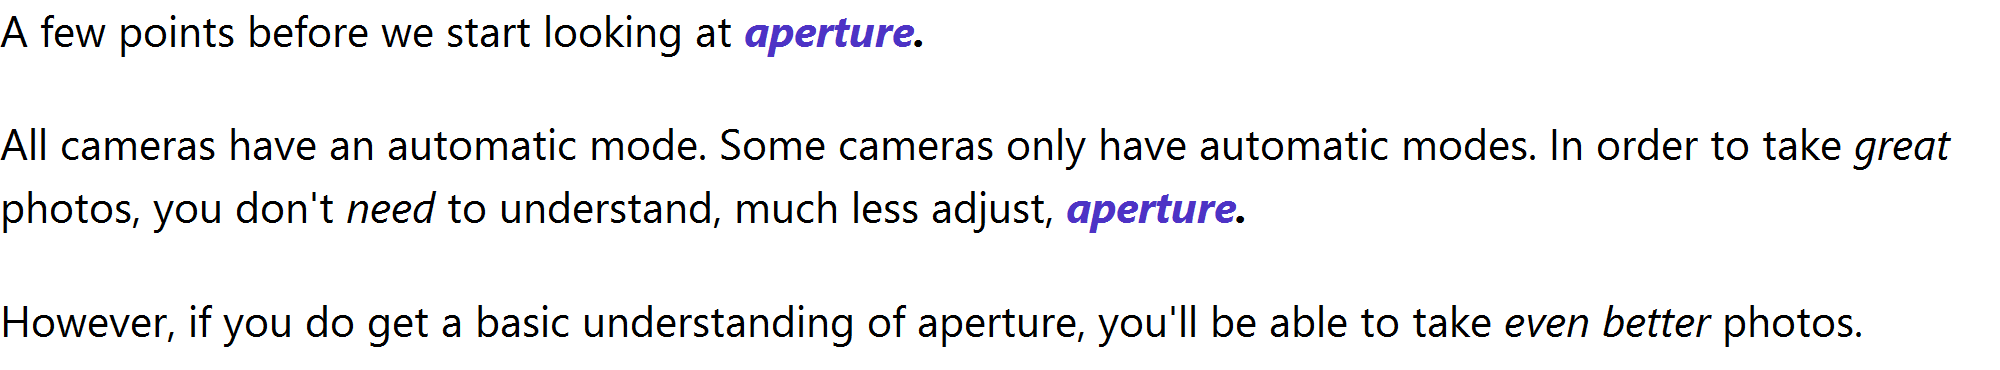 A few points before we start looking at aperture.
All cameras have an automatic mode. Some cameras only have automatic modes. In order to take great
photos, you don't need to understand, much less adjust, aperture.
However, if you do get a basic understanding of aperture, you'll be able to take even better photos.